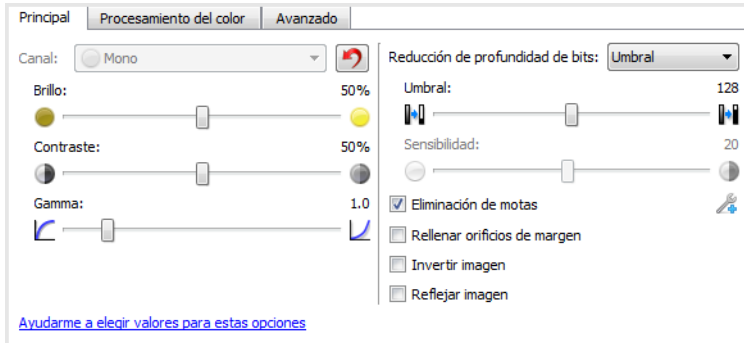 Principal Procesamiento del color Avanzado
Canal: Mono
Brillo: 50%
Contraste: 50%
Gamma: 1.0
Reducción de profundidad de bits: Umbral
Umbral: 128
Sensibilidad: 20
Eliminación de motas
Rellenar orificios de margen
Invertir imagen
Reflejar imagen
Ayudarme a elegir valores para estas opciones